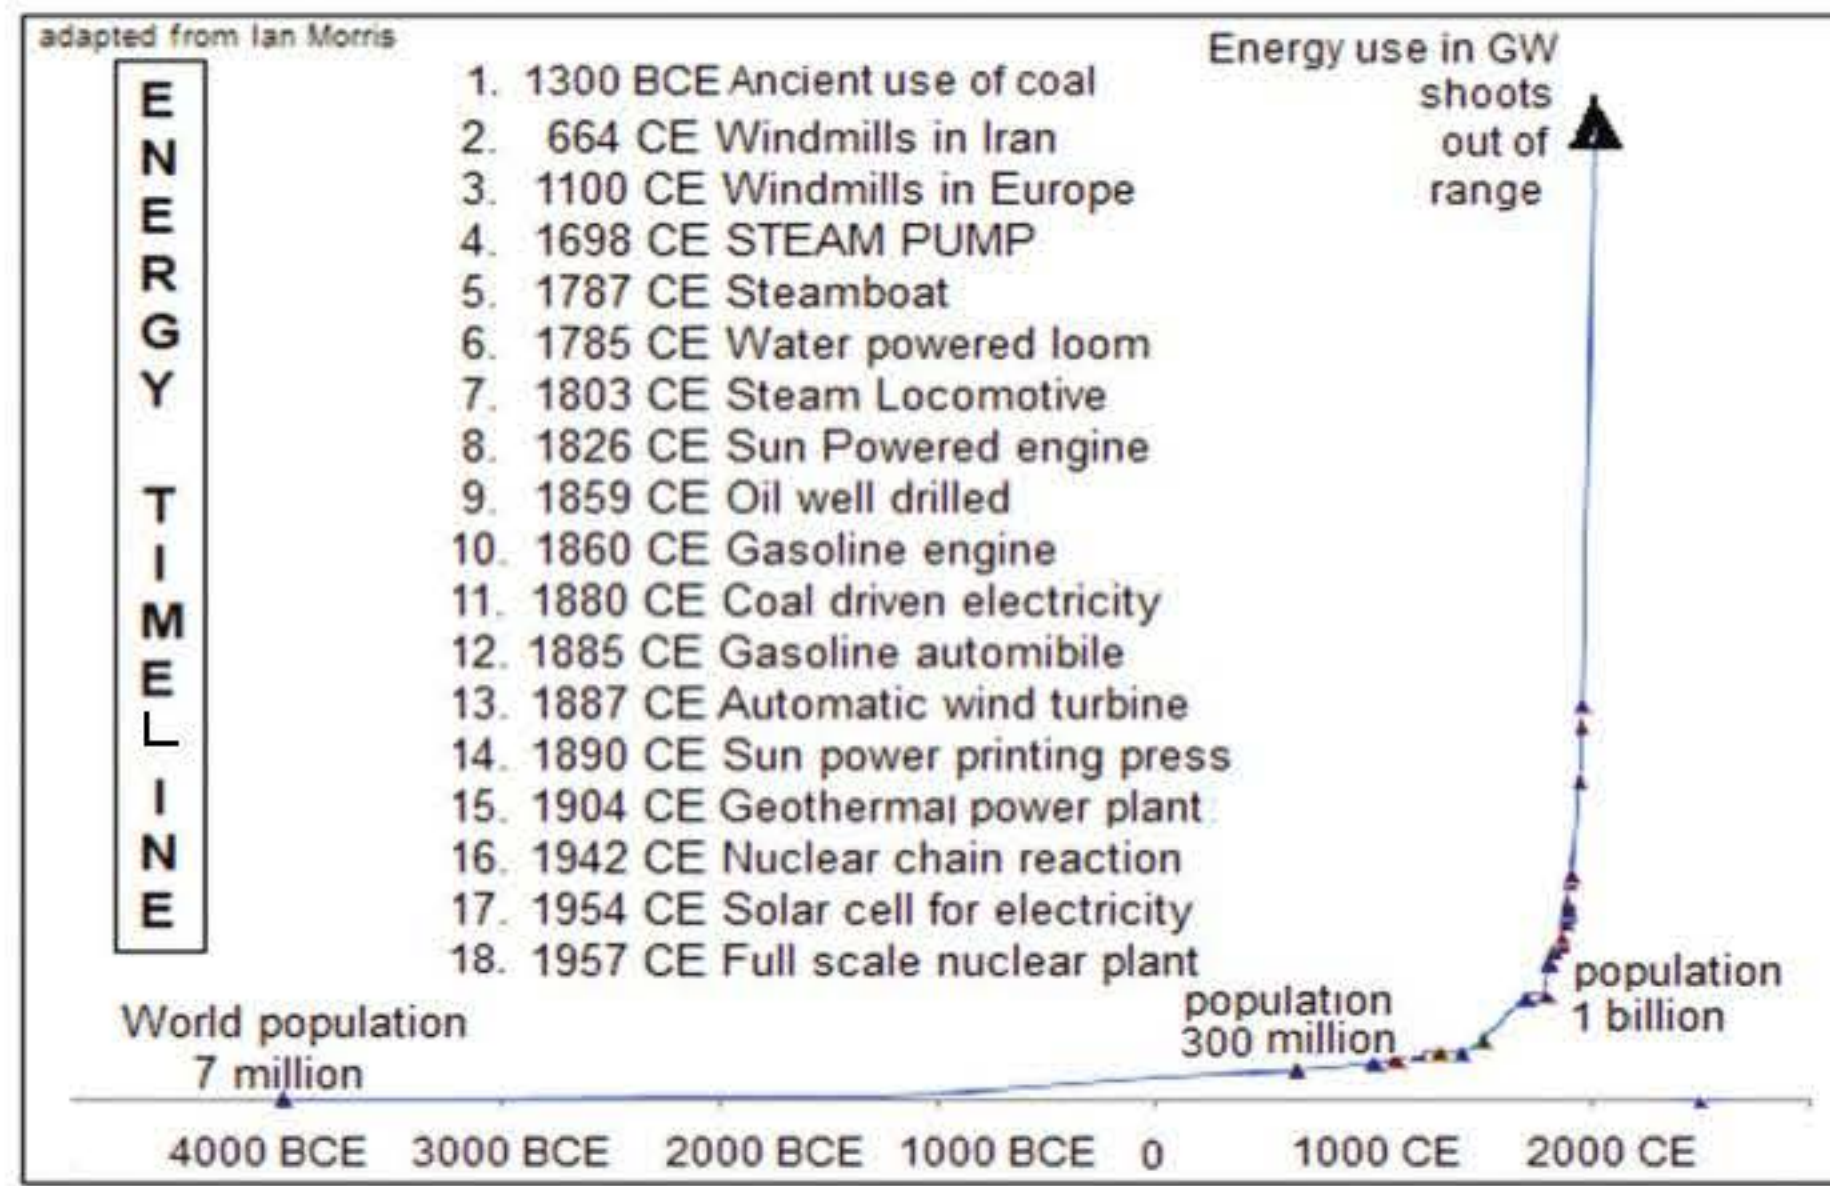 adapted from Ian Morris
ENERGY TIMELINE
1. 1300 BCE Ancient use of coal
2. 664 CE Windmills in Iran
3. 1100 CE Windmills in Europe
4. 1698 CE STEAM PUMP
5. 1787 CE Steamboat
6. 1785 CE Water powered loom
7. 1803 CE Steam Locomotive
8. 1826 CE Sun Powered engine
9. 1859 CE Oil well drilled
10. 1860 CE Gasoline engine
11. 1880 CE Coal driven electricity
12. 1885 CE Gasoline automibile
13. 1887 CE Automatic wind turbine
14. 1890 CE Sun power printing press
15. 1904 CE Geothermal power plant
16. 1942 CE Nuclear chain reaction
17. 1954 CE Solar cell for electricity
18. 1957 CE Full scale nuclear plant
Energy use in GW
shoots
out of
range
World population
7 million
population
300 million
population
1 billion
4000 BCE 3000 BCE 2000 BCE 1000 BCE 0 1000 CE 2000 CE